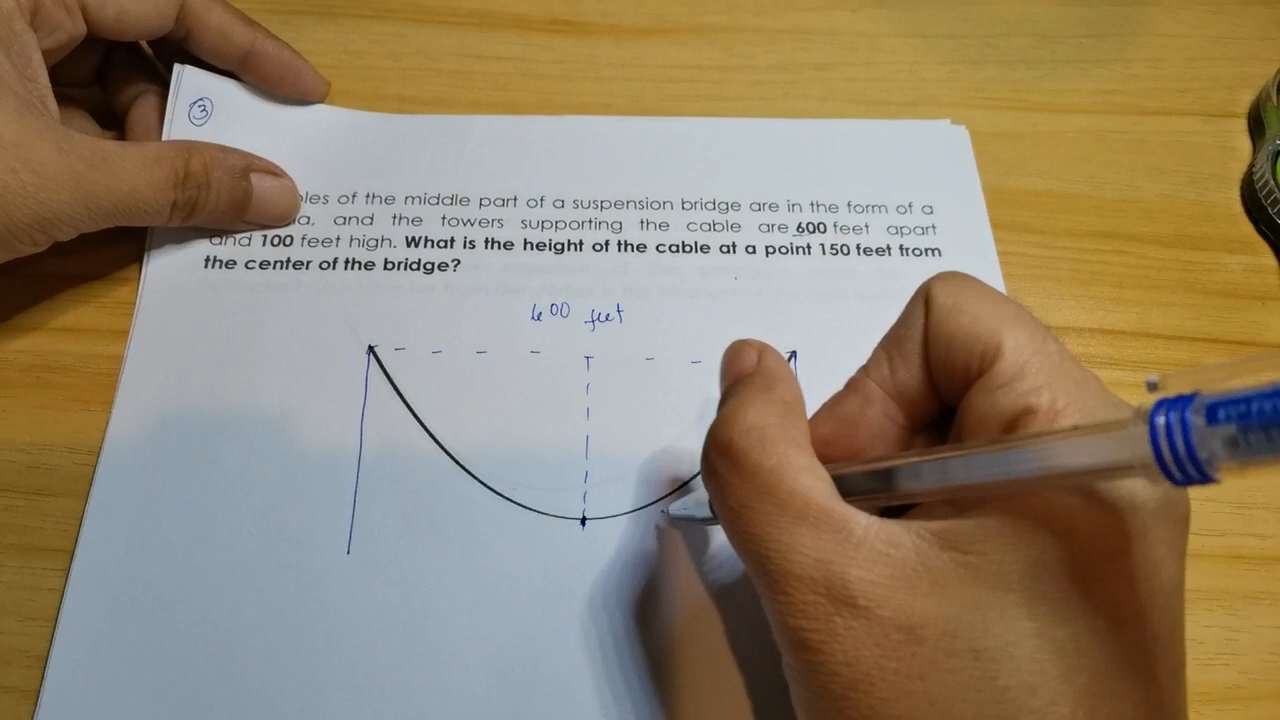 3
of the middle part of a suspension bridge are in the form of a
and the towers supporting the cable are 600 feet apart
and 100 feet high. What is the height of the cable at a point 150 feet from
the center of the bridge?
600 feet